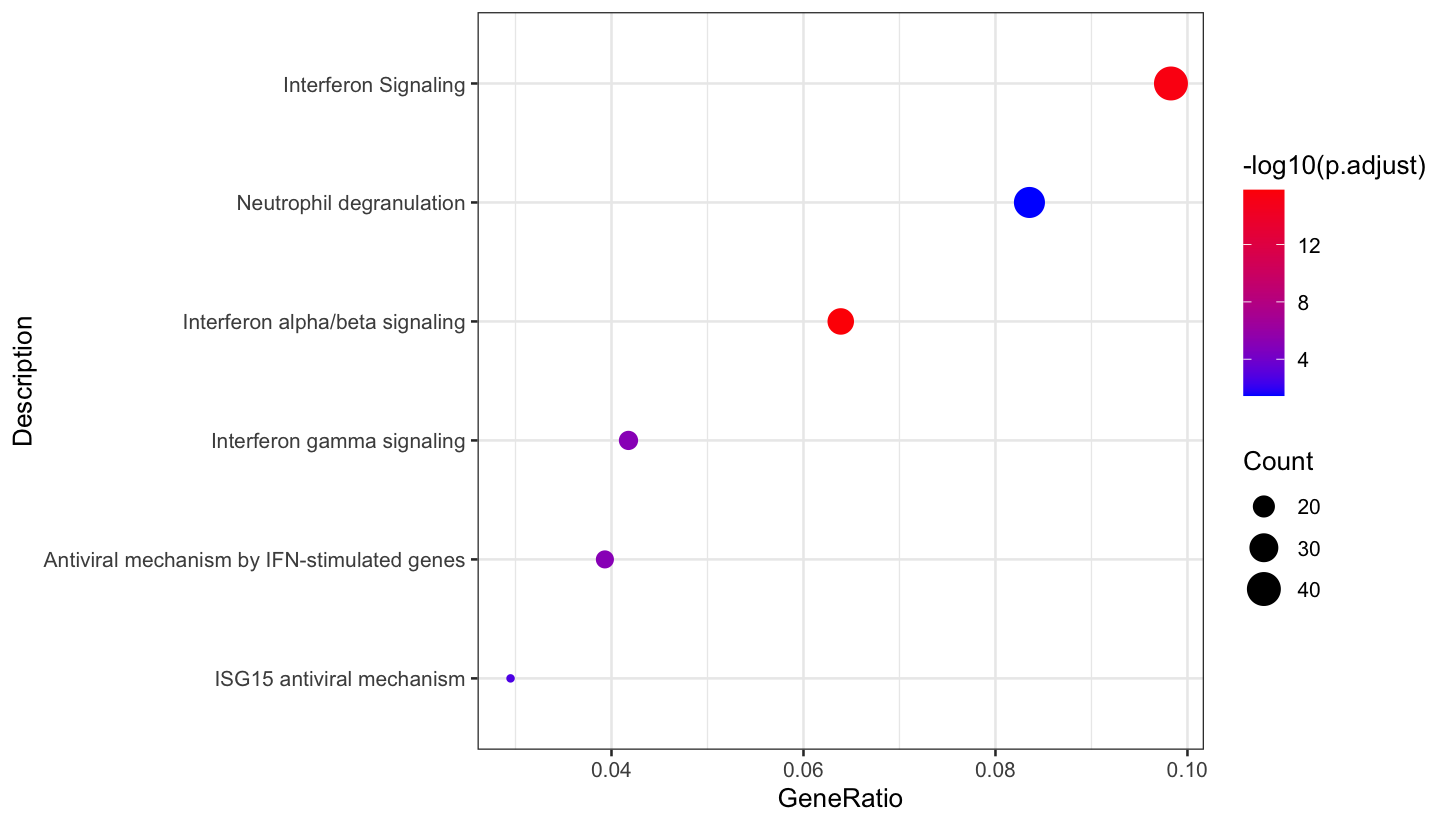 Interferon Signaling
Neutrophil degranulation
Interferon alpha/beta signaling
Interferon gamma signaling
Antiviral mechanism by IFN-stimulated genes
ISG15 antiviral mechanism
Description
0.04
0.06
0.08
0.10
GeneRatio
-log10(p.adjust)
12
8
4
Count
20
30
40